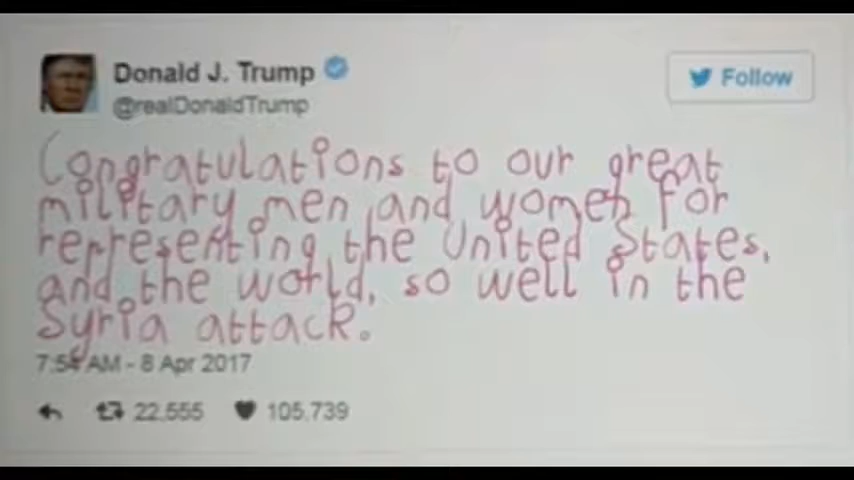 Donald J. Trump
@realDonaldTrump
Follow
Congratulations to our great
military men and women for
representing the United States,
and the world, so well in the
Syria attack.
7:54 AM - 8 Apr 2017
22,555 105,739